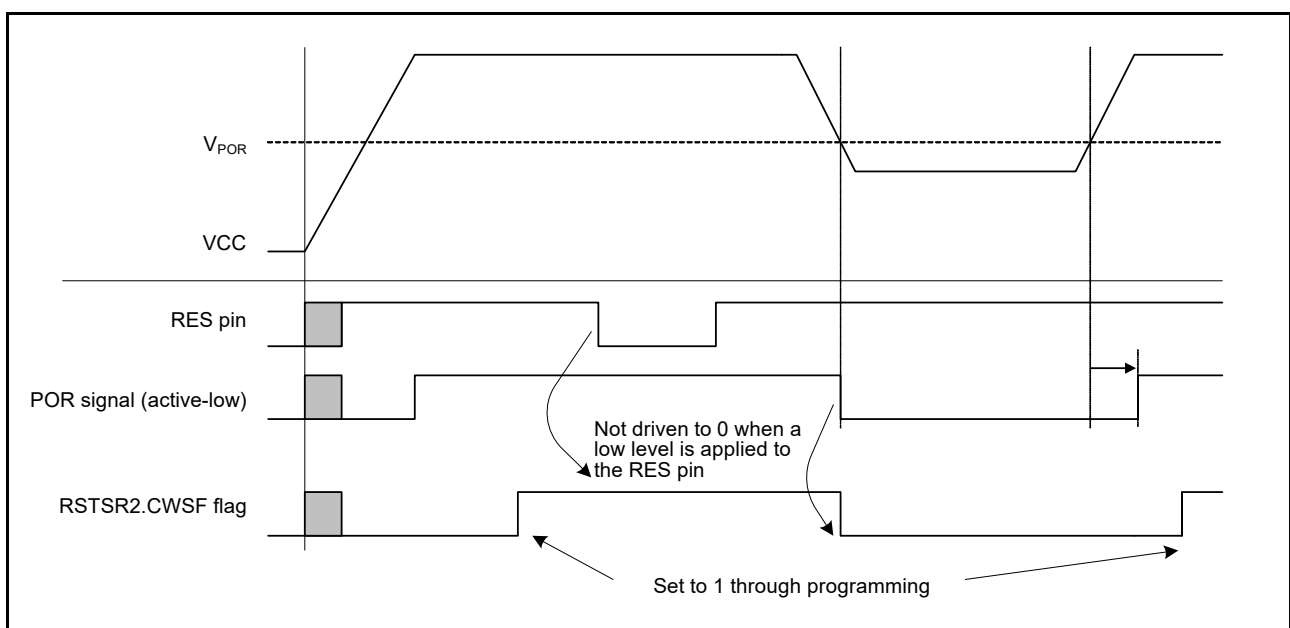 VPOR
VCC
RES pin
POR signal (active-low)
Not driven to 0 when a
low level is applied to
the RES pin
RSTSR2.CWSF flag
Set to 1 through programming